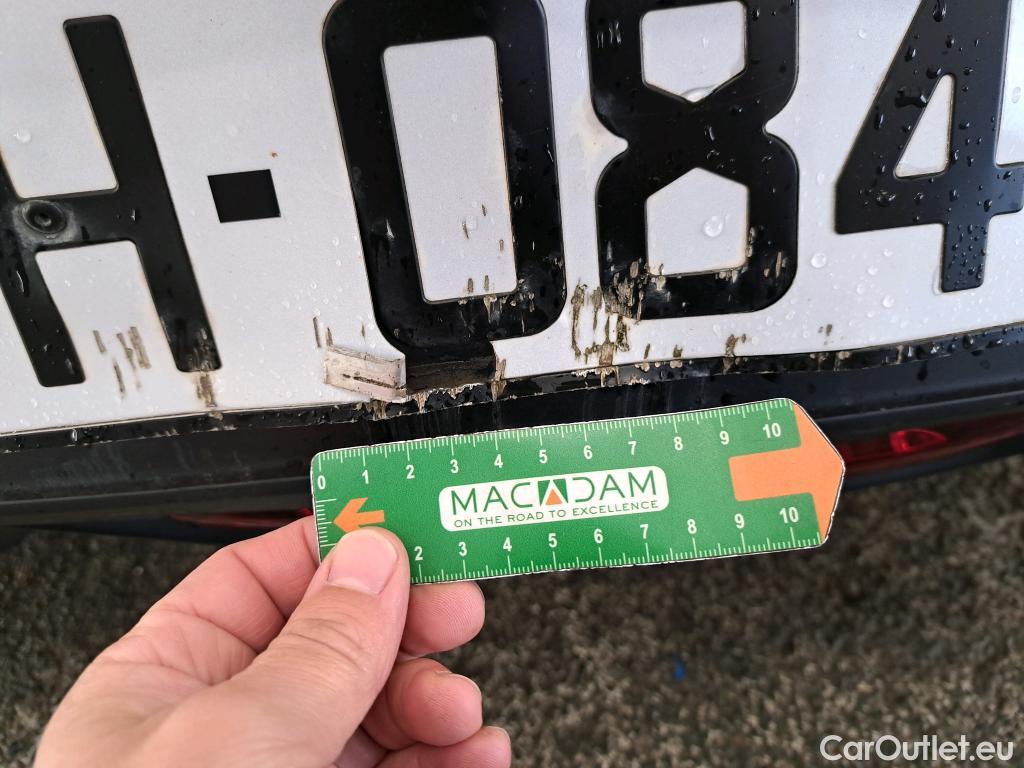 H-084
0 1 2 3 4 5 6 7 8 9 10
MACADAM
ON THE ROAD TO EXCELLENCE
2 3 4 5 6 7 8 9 10
CarOutlet.eu